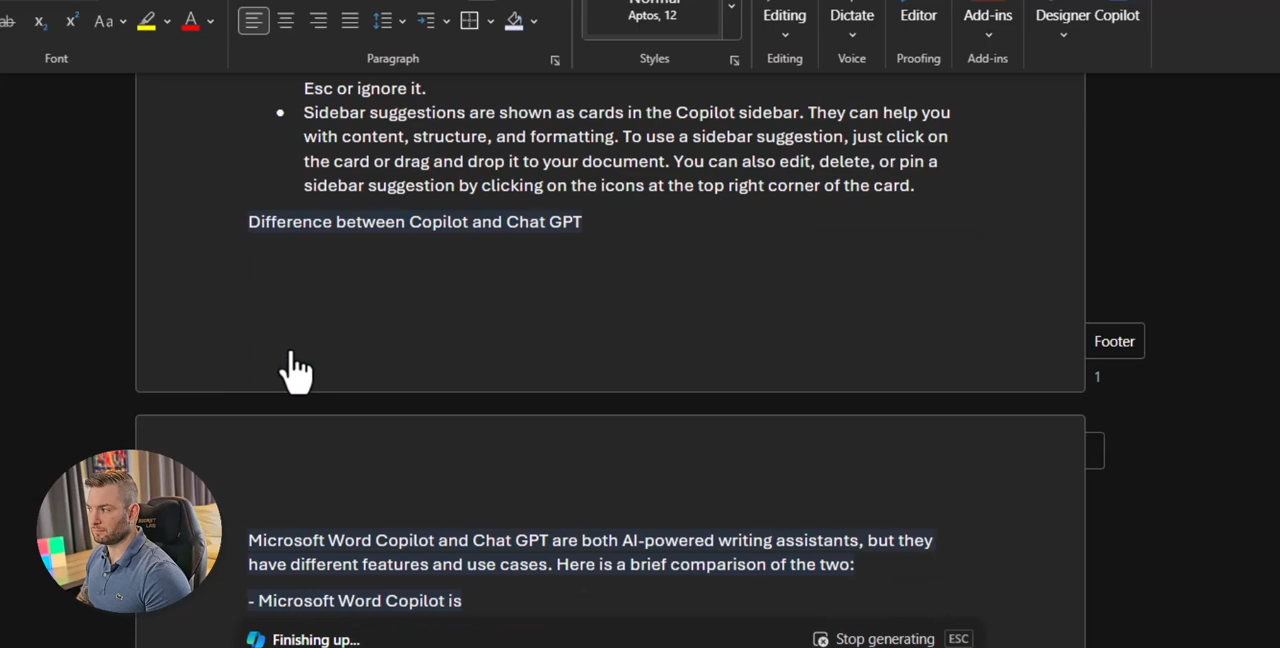 ab x₂ x² Aa A
Normal
Aptos, 12
Editing
Dictate
Editor
Add-ins
Designer Copilot
Font
Paragraph
Styles
Editing
Voice
Proofing
Add-ins
Esc or ignore it.
• Sidebar suggestions are shown as cards in the Copilot sidebar. They can help you
with content, structure, and formatting. To use a sidebar suggestion, just click on
the card or drag and drop it to your document. You can also edit, delete, or pin a
sidebar suggestion by clicking on the icons at the top right corner of the card.
Difference between Copilot and Chat GPT
Footer
1
Microsoft Word Copilot and Chat GPT are both AI-powered writing assistants, but they
have different features and use cases. Here is a brief comparison of the two:
- Microsoft Word Copilot is
Finishing up...
Stop generating ESC